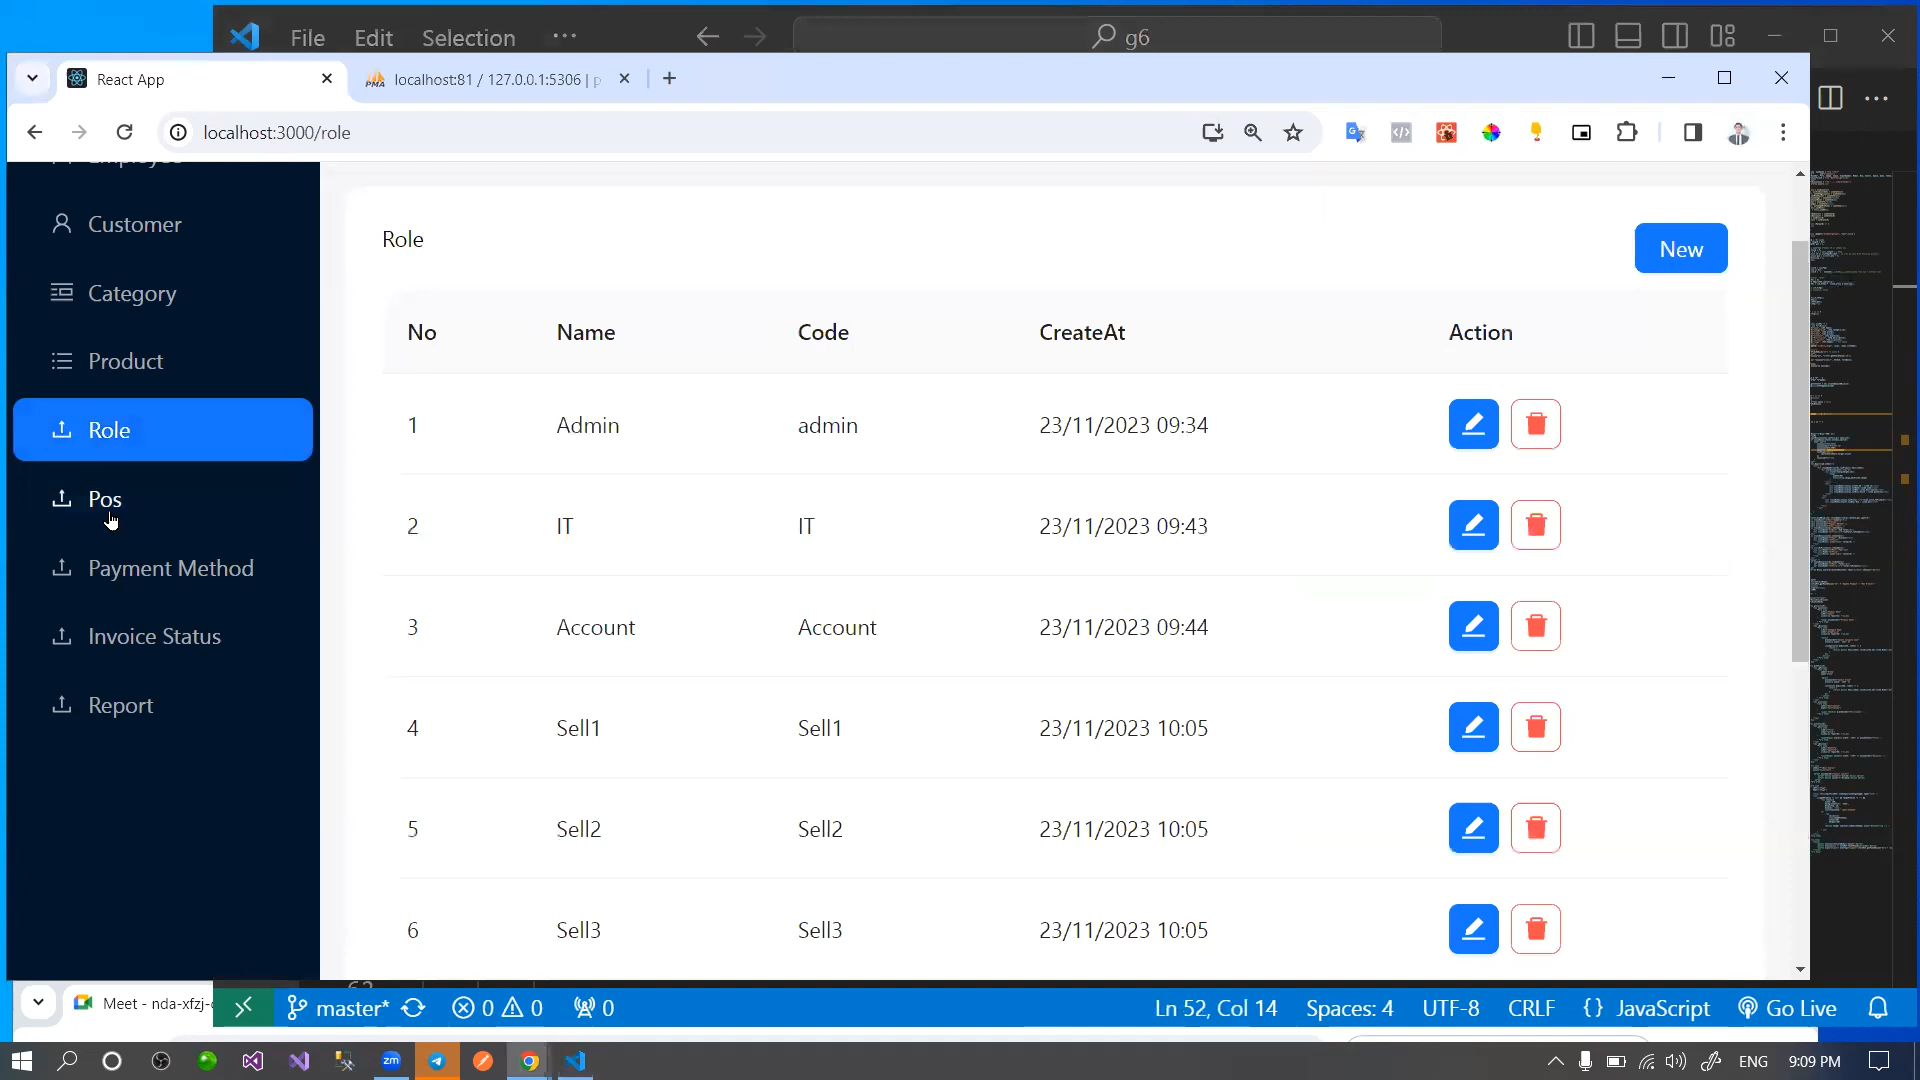 File Edit Selection ··· g6
React App
localhost:81 / 127.0.0.1:5306 | p
localhost:3000/role
Employee
Customer
Category
Product
Role
Pos
Payment Method
Invoice Status
Report
Role
New
No Name Code CreateAt Action
1 Admin admin 23/11/2023 09:34
2 IT IT 23/11/2023 09:43
3 Account Account 23/11/2023 09:44
4 Sell1 Sell1 23/11/2023 10:05
5 Sell2 Sell2 23/11/2023 10:05
6 Sell3 Sell3 23/11/2023 10:05
Meet - nda-xfzj-
master* 0 0 0 Ln 52, Col 14 Spaces: 4 UTF-8 CRLF {} JavaScript Go Live
zm ENG 9:09 PM